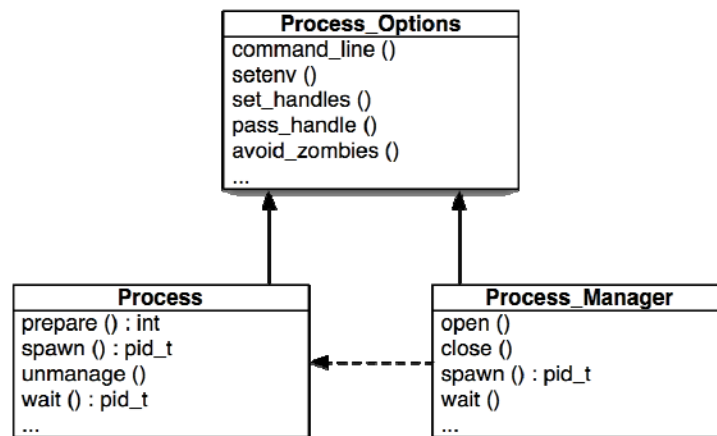 Process_Options
command_line ()
setenv ()
set_handles ()
pass_handle ()
avoid_zombies ()
...
Process
prepare () : int
spawn () : pid_t
unmanage ()
wait () : pid_t
...
Process_Manager
open ()
close ()
spawn () : pid_t
wait ()
...